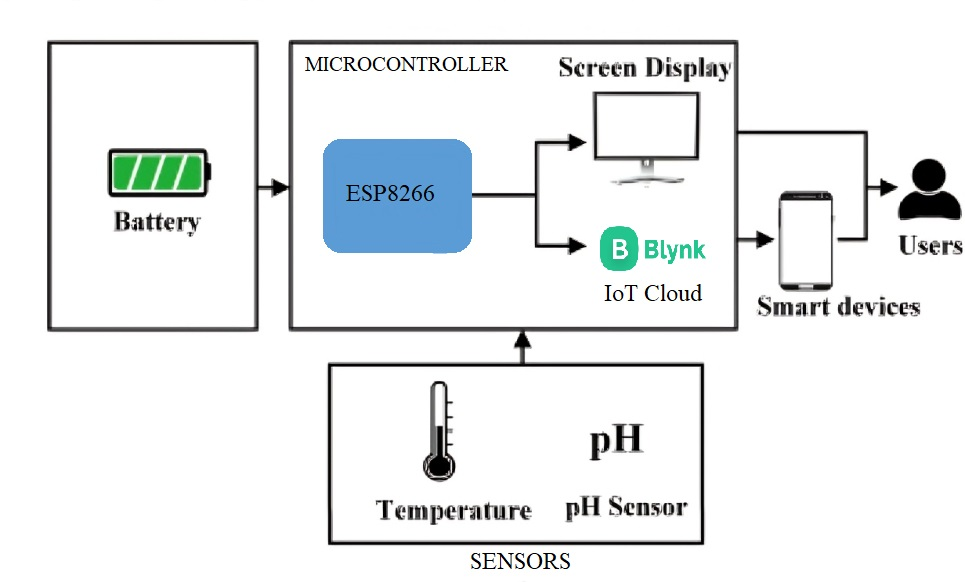 MICROCONTROLLER
Screen Display
ESP8266
Battery
B Blynk
IoT Cloud
Users
Smart devices
pH
Temperature
pH Sensor
SENSORS